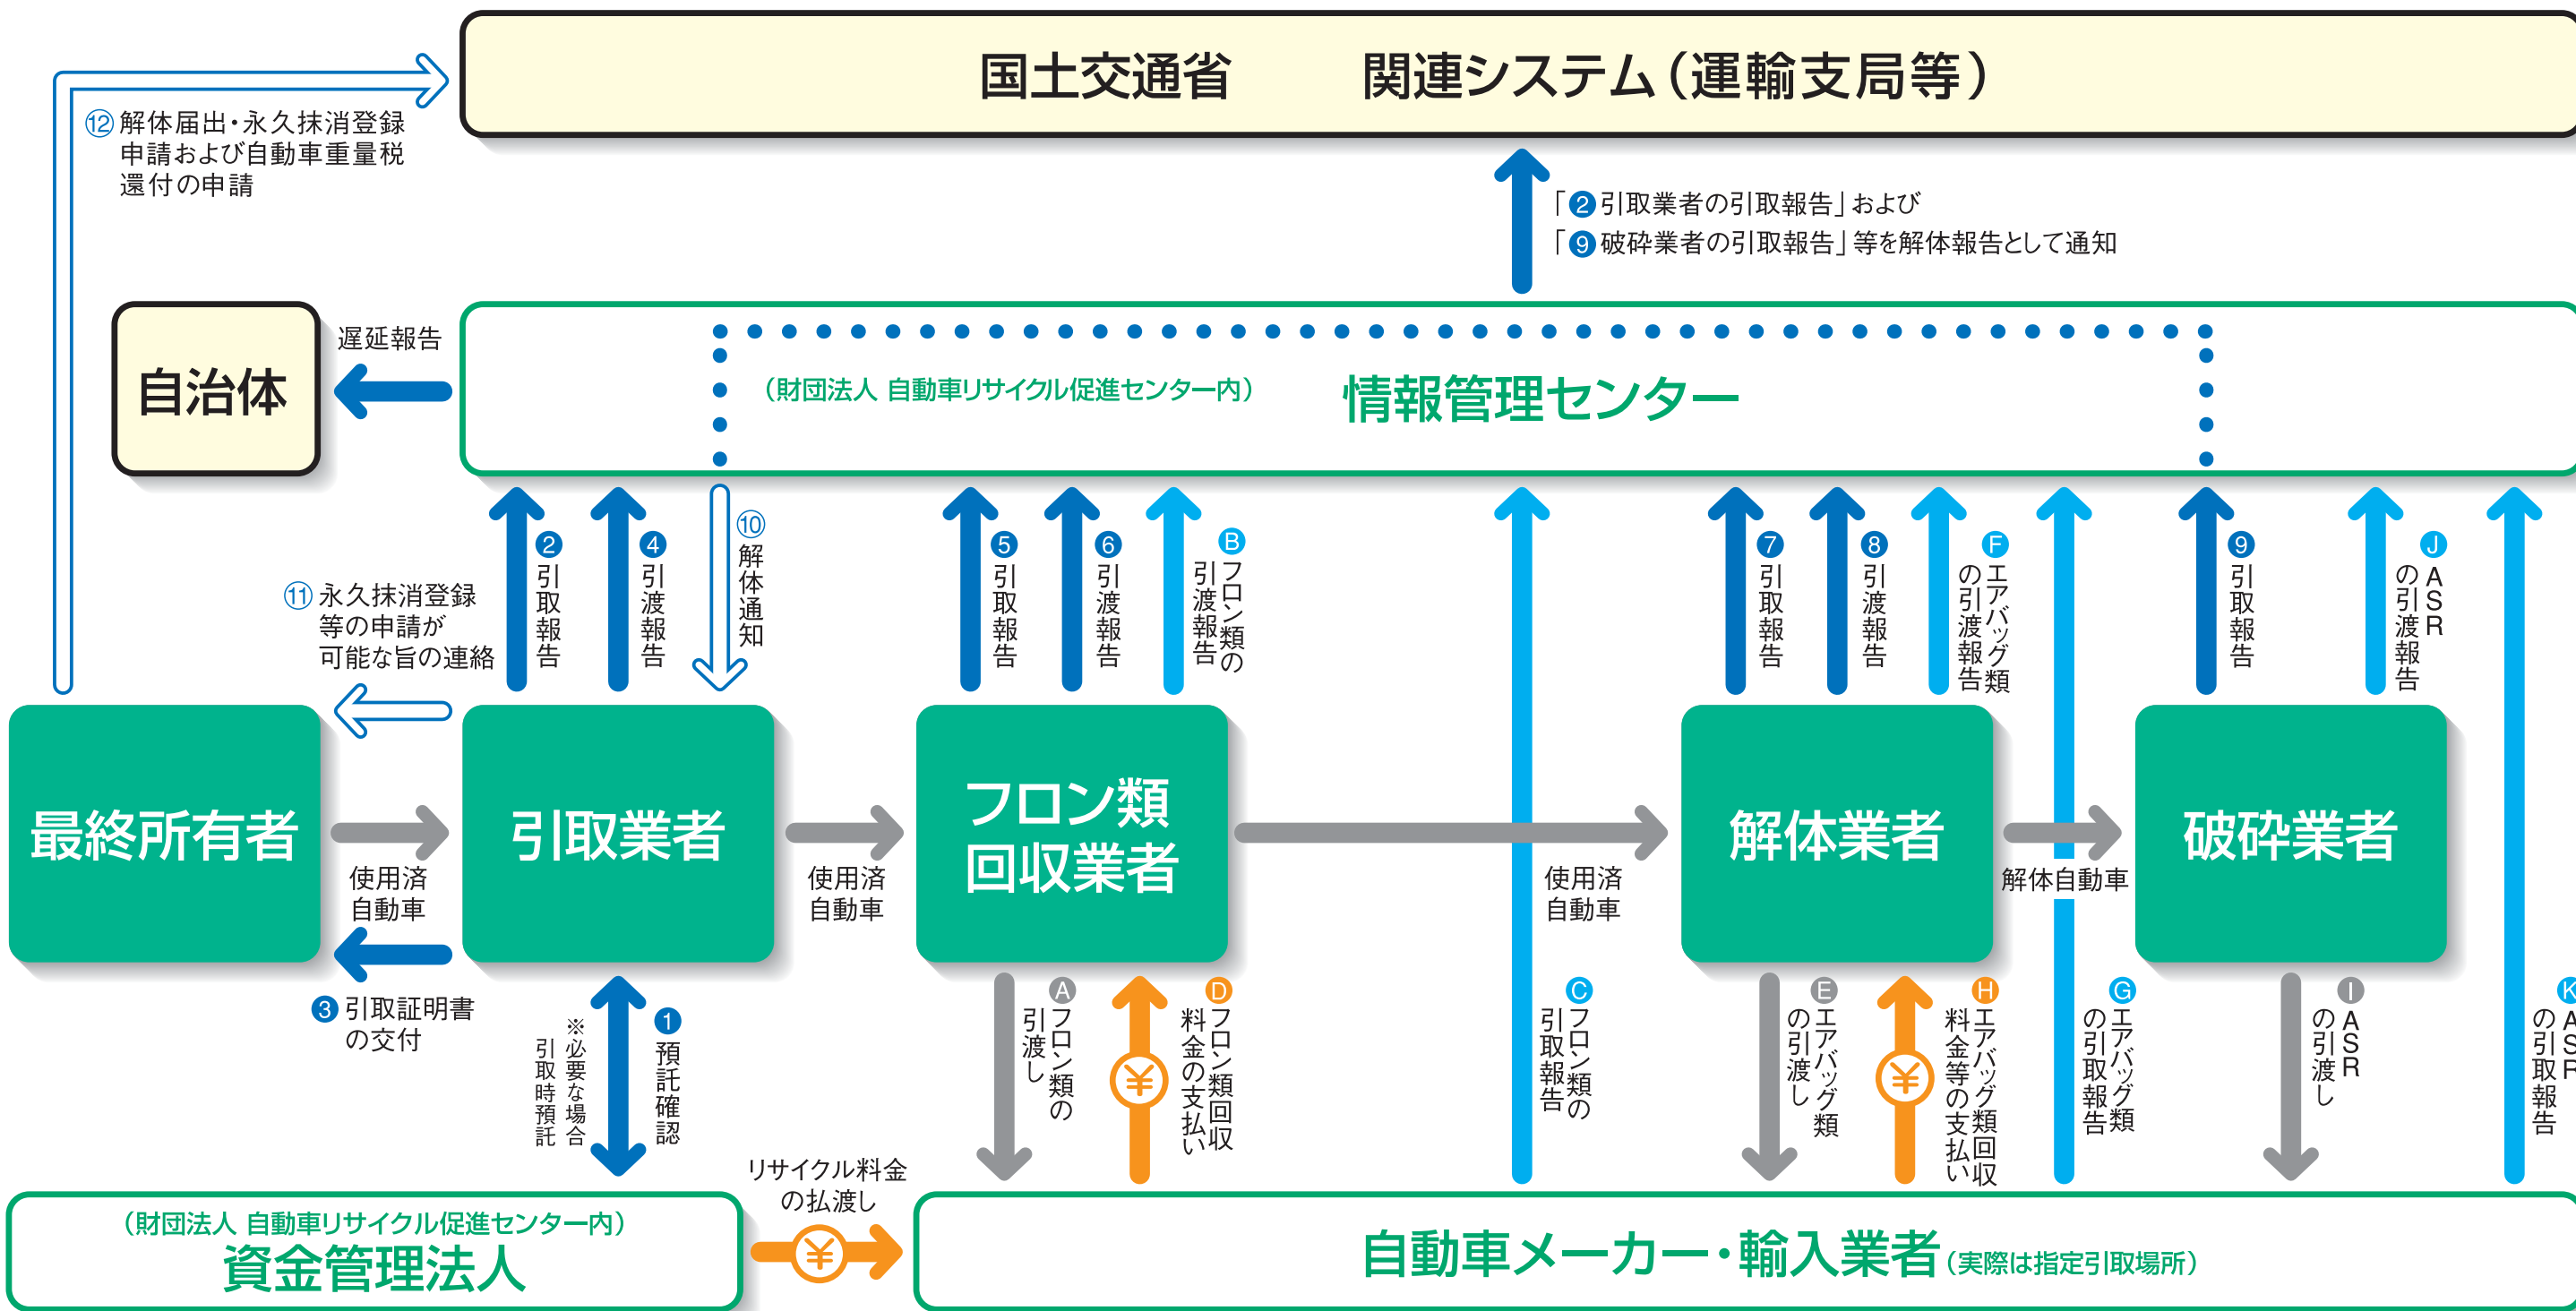 国土交通省 関連システム（運輸支局等）
⑫解体届出・永久抹消登録
申請および自動車重量税
還付の申請
「❷引取業者の引取報告」および
「❾破砕業者の引取報告」等を解体報告として通知
自治体
遅延報告
（財団法人 自動車リサイクル促進センター内） 情報管理センター
⑪永久抹消登録
等の申請が
可能な旨の連絡
❷引取報告
❹引渡報告
⑩解体通知
❺引取報告
❻引渡報告
Ⓑフロン類の
引渡報告
❼引取報告
❽引渡報告
Ⓕエアバッグ類
の引渡報告
❾引取報告
ⒿASR
の引渡報告
最終所有者
使用済
自動車
引取業者
使用済
自動車
フロン類
回収業者
使用済
自動車
解体業者
解体自動車
破砕業者
❸引取証明書
の交付
❶預託確認
※必要な場合
引取時預託
Ⓐフロン類の
引渡し
Ⓓフロン類回収
料金の支払い
Ⓒフロン類の
引取報告
Ⓔエアバッグ類
の引渡し
Ⓗエアバッグ類回収
料金等の支払い
Ⓖエアバッグ類
の引取報告
ⒾASR
の引渡し
ⓀASR
の引取報告
（財団法人 自動車リサイクル促進センター内）
資金管理法人
リサイクル料金
の払渡し
¥
¥
¥
自動車メーカー・輸入業者（実際は指定引取場所）